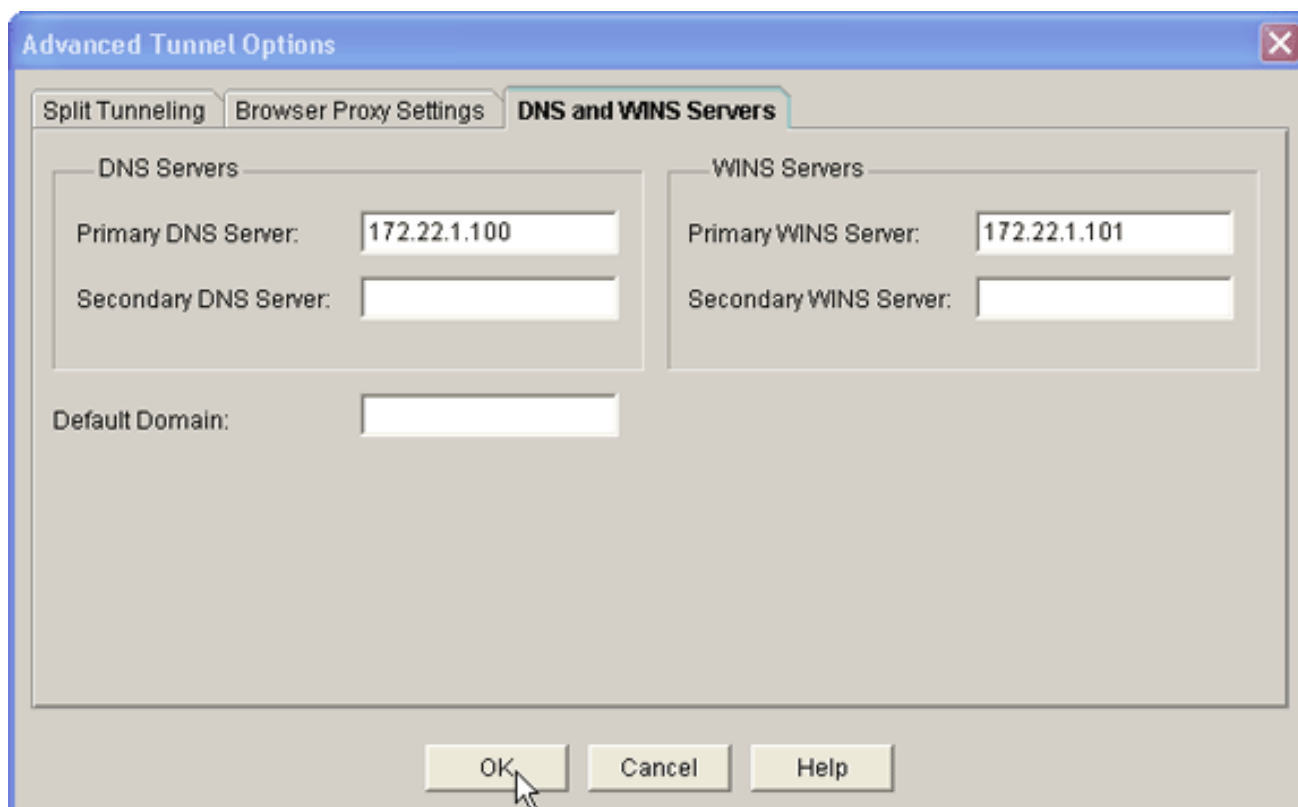 Advanced Tunnel Options
Split Tunneling Browser Proxy Settings DNS and WINS Servers
DNS Servers WINS Servers
Primary DNS Server: 172.22.1.100 Primary WINS Server: 172.22.1.101
Secondary DNS Server: Secondary WINS Server:
Default Domain:
OK Cancel Help